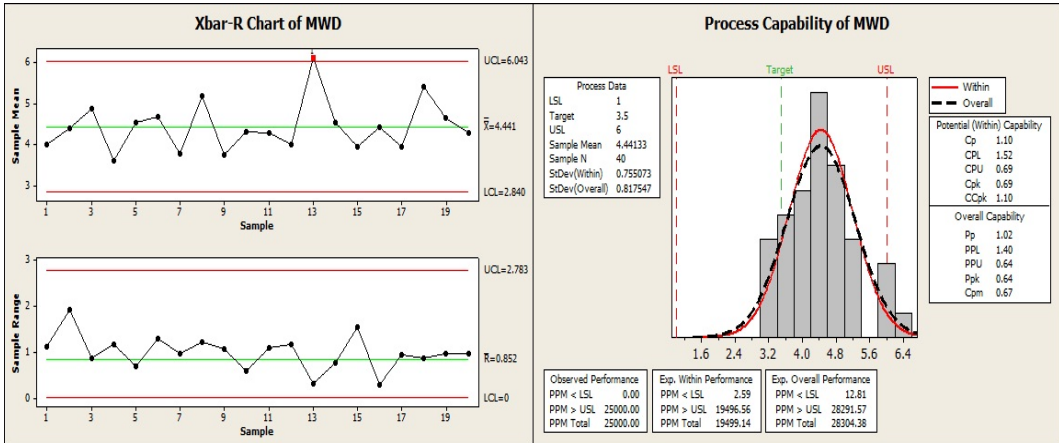 Xbar-R Chart of MWD
1
UCL=6.043
6
5
X̿=4.441
4
3
LCL=2.840
Sample Mean
1 3 5 7 9 11 13 15 17 19
Sample
3
UCL=2.783
2
1
R̅=0.852
0
LCL=0
Sample Range
1 3 5 7 9 11 13 15 17 19
Sample
Process Capability of MWD
LSL Target USL
Process Data
LSL 1
Target 3.5
USL 6
Sample Mean 4.44133
Sample N 40
StDev(Within) 0.755073
StDev(Overall) 0.817547
Within
Overall
Potential (Within) Capability
Cp 1.10
CPL 1.52
CPU 0.69
Cpk 0.69
CCpk 1.10
Overall Capability
Pp 1.02
PPL 1.40
PPU 0.64
Ppk 0.64
Cpm 0.67
1.6 2.4 3.2 4.0 4.8 5.6 6.4
Observed Performance
PPM < LSL 0.00
PPM > USL 25000.00
PPM Total 25000.00
Exp. Within Performance
PPM < LSL 2.59
PPM > USL 19496.56
PPM Total 19499.14
Exp. Overall Performance
PPM < LSL 12.81
PPM > USL 28291.57
PPM Total 28304.38